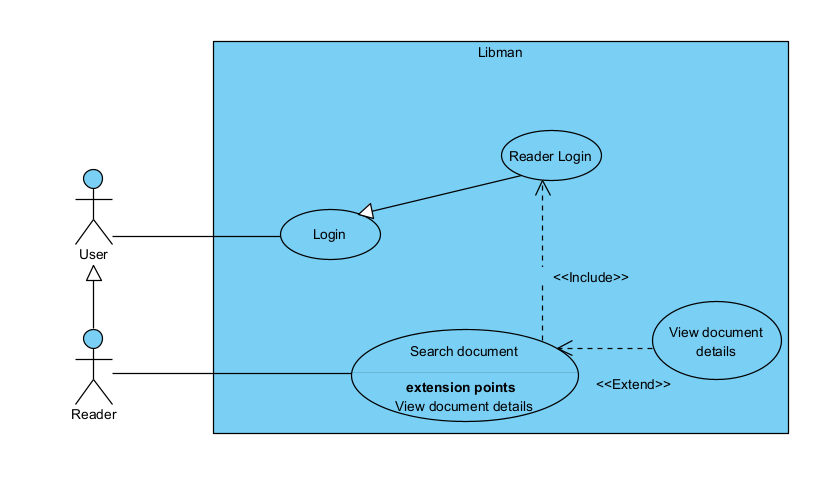 Libman
Reader Login
Login
User
<<Include>>
View document
details
Search document
extension points
View document details
<<Extend>>
Reader